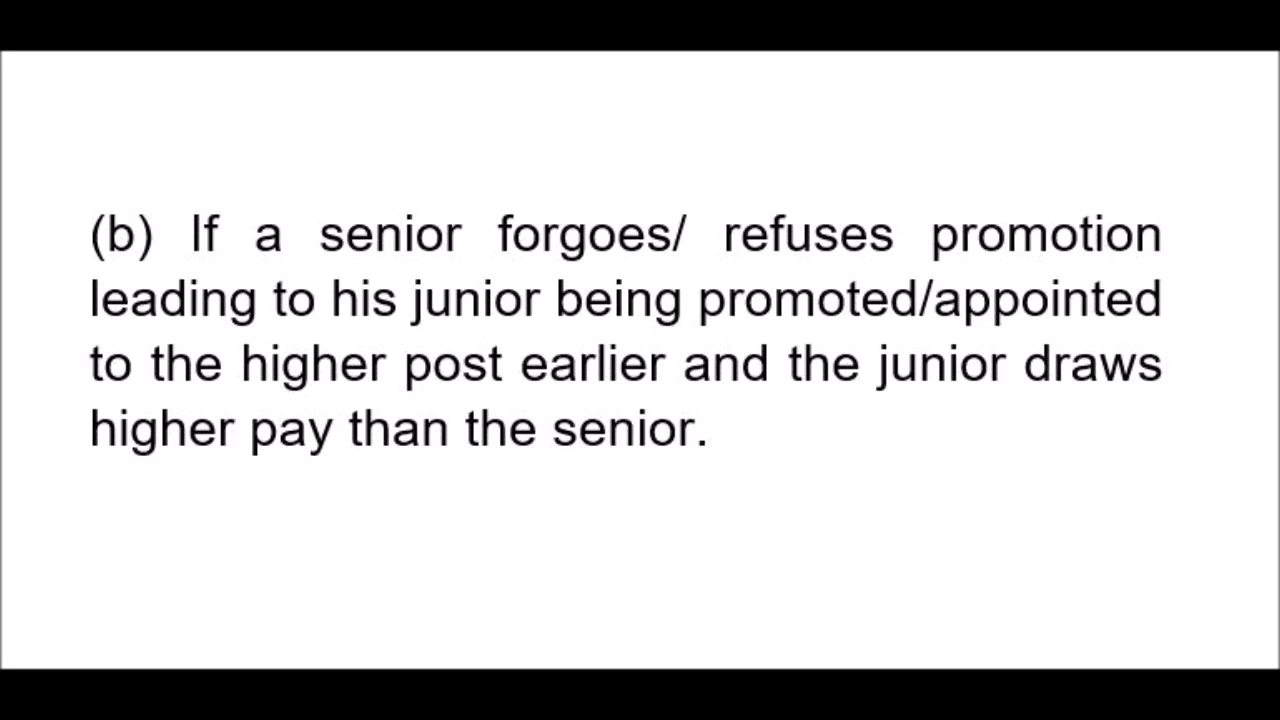 (b) If a senior forgoes/ refuses promotion
leading to his junior being promoted/appointed
to the higher post earlier and the junior draws
higher pay than the senior.